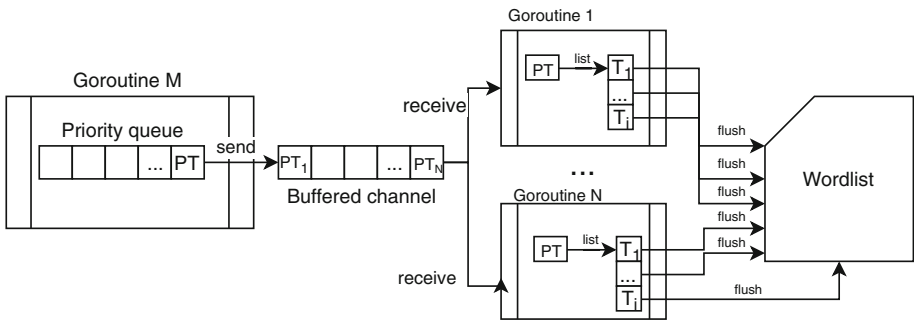 Goroutine 1
PT
list
T1
...
Ti
Goroutine M
Priority queue
... PT
send
receive
PT1 ... PTN
Buffered channel
...
Goroutine N
PT
list
T1
...
Ti
receive
flush
flush
flush
flush
flush
flush
Wordlist